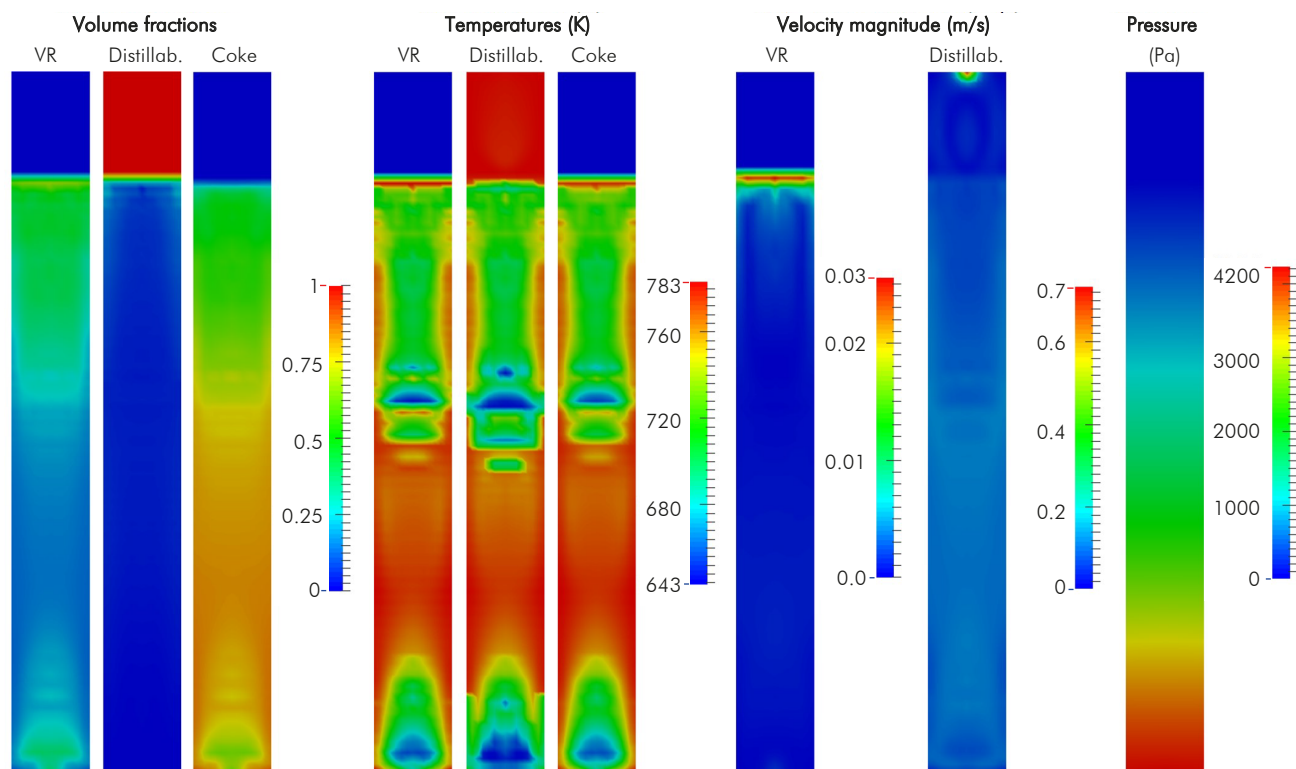 Volume fractions
Temperatures (K)
Velocity magnitude (m/s)
Pressure
VR
Distillab.
Coke
VR
Distillab.
Coke
VR
Distillab.
(Pa)
1
0.75
0.5
0.25
0
783
760
720
680
643
0.03
0.02
0.01
0.0
0.7
0.6
0.4
0.2
0
4200
3000
2000
1000
0